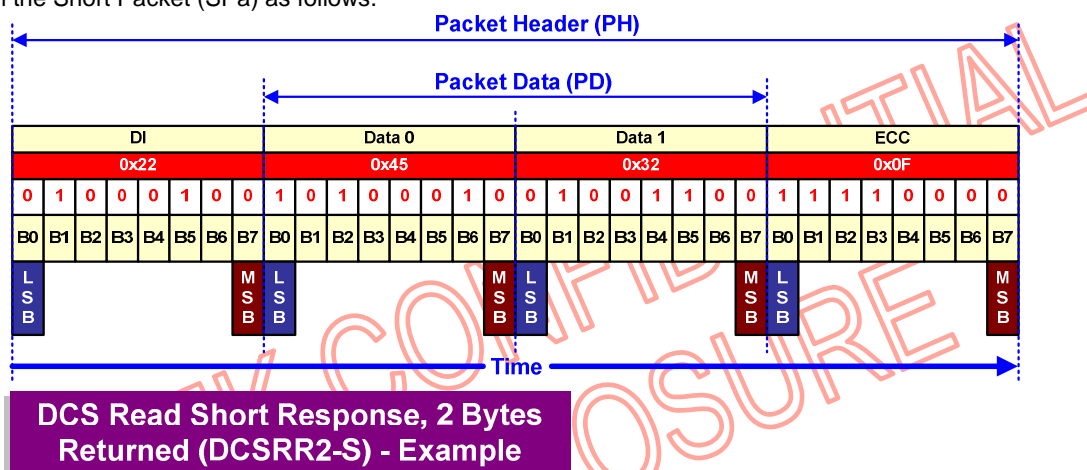 the Short Packet (SPa) as follows:
Packet Header (PH)
Packet Data (PD)
DI Data 0 Data 1 ECC
0x22 0x45 0x32 0x0F
0 1 0 0 0 1 0 0 1 0 1 0 0 0 1 0 0 1 0 0 1 1 0 0 1 1 1 1 0 0 0 0
B0 B1 B2 B3 B4 B5 B6 B7 B0 B1 B2 B3 B4 B5 B6 B7 B0 B1 B2 B3 B4 B5 B6 B7 B0 B1 B2 B3 B4 B5 B6 B7
LSB MSB LSB MSB LSB MSB LSB MSB
Time
DCS Read Short Response, 2 Bytes
Returned (DCSRR2-S) - Example